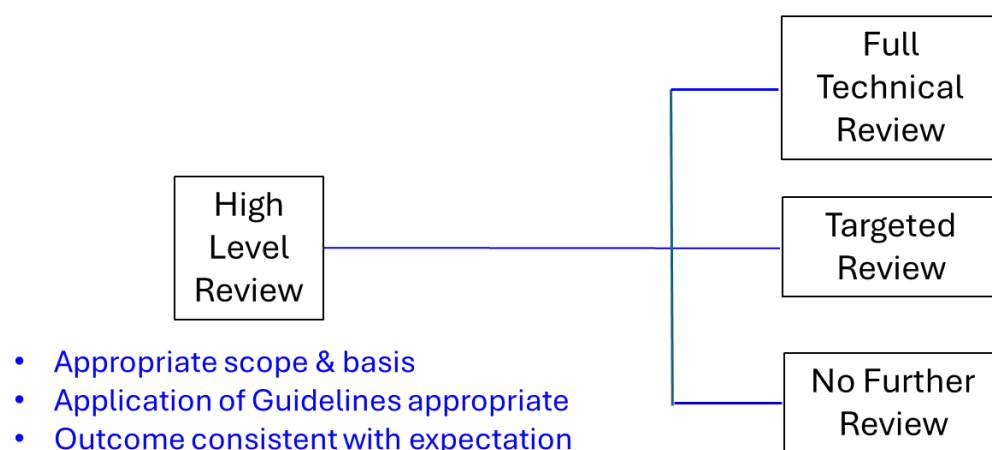 Full
Technical
Review
High
Level
Review
Targeted
Review
• Appropriate scope & basis
• Application of Guidelines appropriate
• Outcome consistent with expectation
No Further
Review